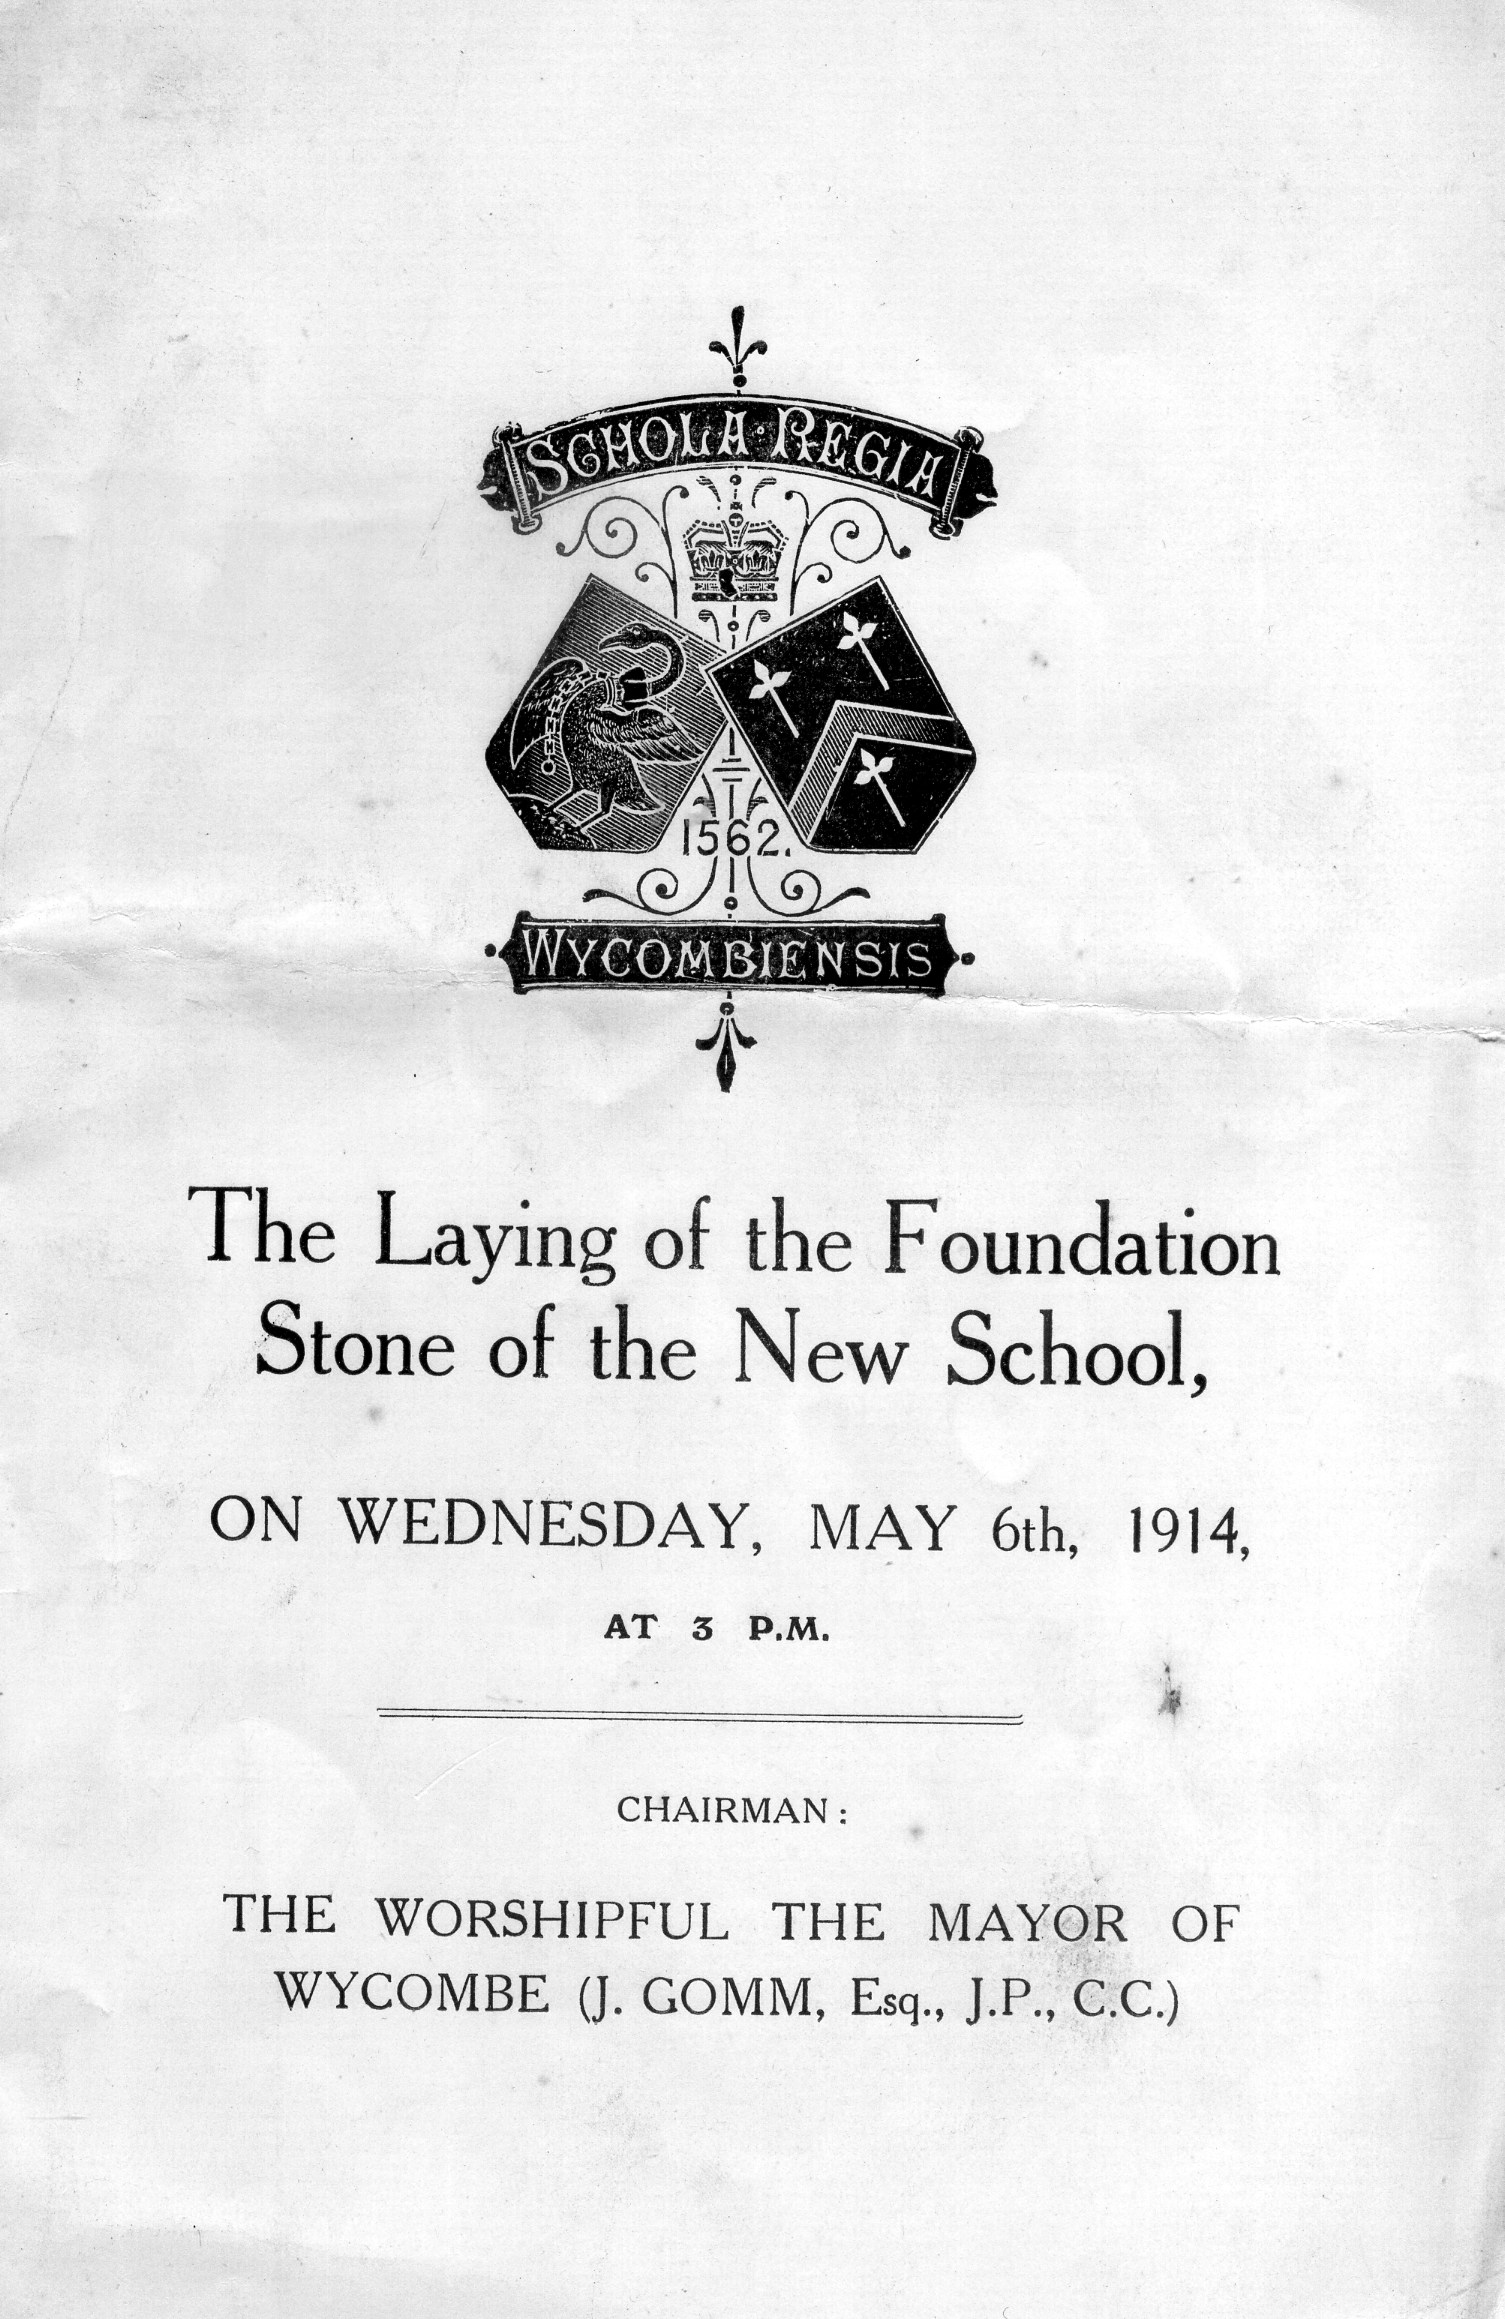 SCHOLA · REGIA
1562.
WYCOMBIENSIS
The Laying of the Foundation
Stone of the New School,
ON WEDNESDAY, MAY 6th, 1914,
AT 3 P.M.
CHAIRMAN:
THE WORSHIPFUL THE MAYOR OF
WYCOMBE (J. GOMM, Esq., J.P., C.C.)